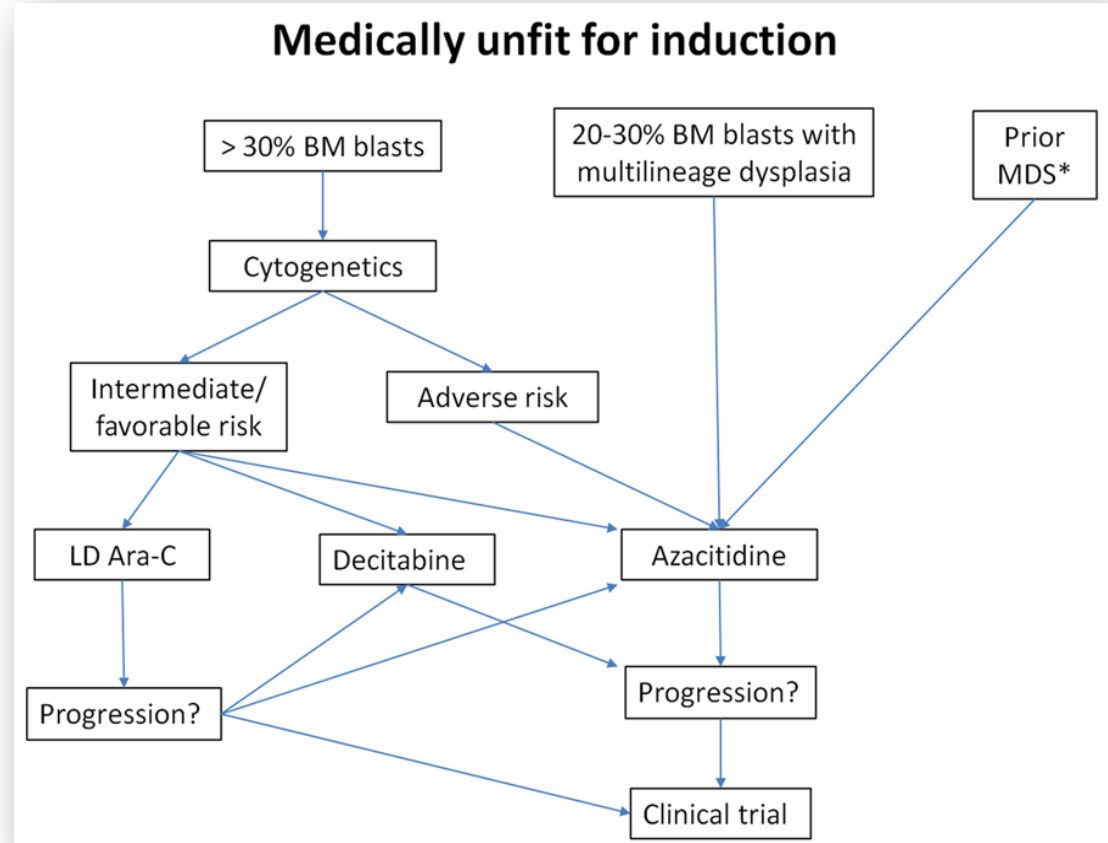 Medically unfit for induction
> 30% BM blasts
20-30% BM blasts with
multilineage dysplasia
Prior
MDS*
Cytogenetics
Intermediate/
favorable risk
Adverse risk
LD Ara-C
Decitabine
Azacitidine
Progression?
Progression?
Clinical trial